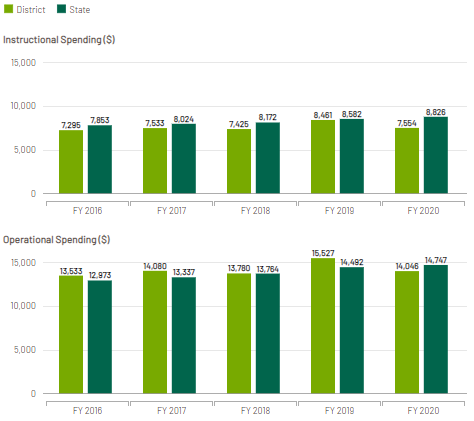 District State
Instructional Spending ($)
15,000
10,000
5,000
0
7,295 7,853 7,533 8,024 7,425 8,172 8,461 8,582 7,554 8,826
FY 2016 FY 2017 FY 2018 FY 2019 FY 2020
Operational Spending ($)
15,000
10,000
5,000
0
13,533 12,973 14,080 13,337 13,780 13,764 15,527 14,492 14,046 14,747
FY 2016 FY 2017 FY 2018 FY 2019 FY 2020